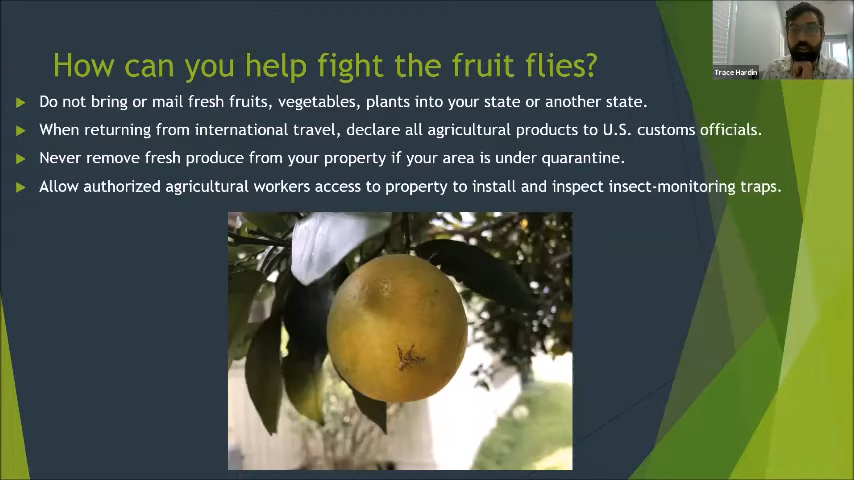 How can you help fight the fruit flies?
Do not bring or mail fresh fruits, vegetables, plants into your state or another state.
When returning from international travel, declare all agricultural products to U.S. customs officials.
Never remove fresh produce from your property if your area is under quarantine.
Allow authorized agricultural workers access to property to install and inspect insect-monitoring traps.
Trace Hardin